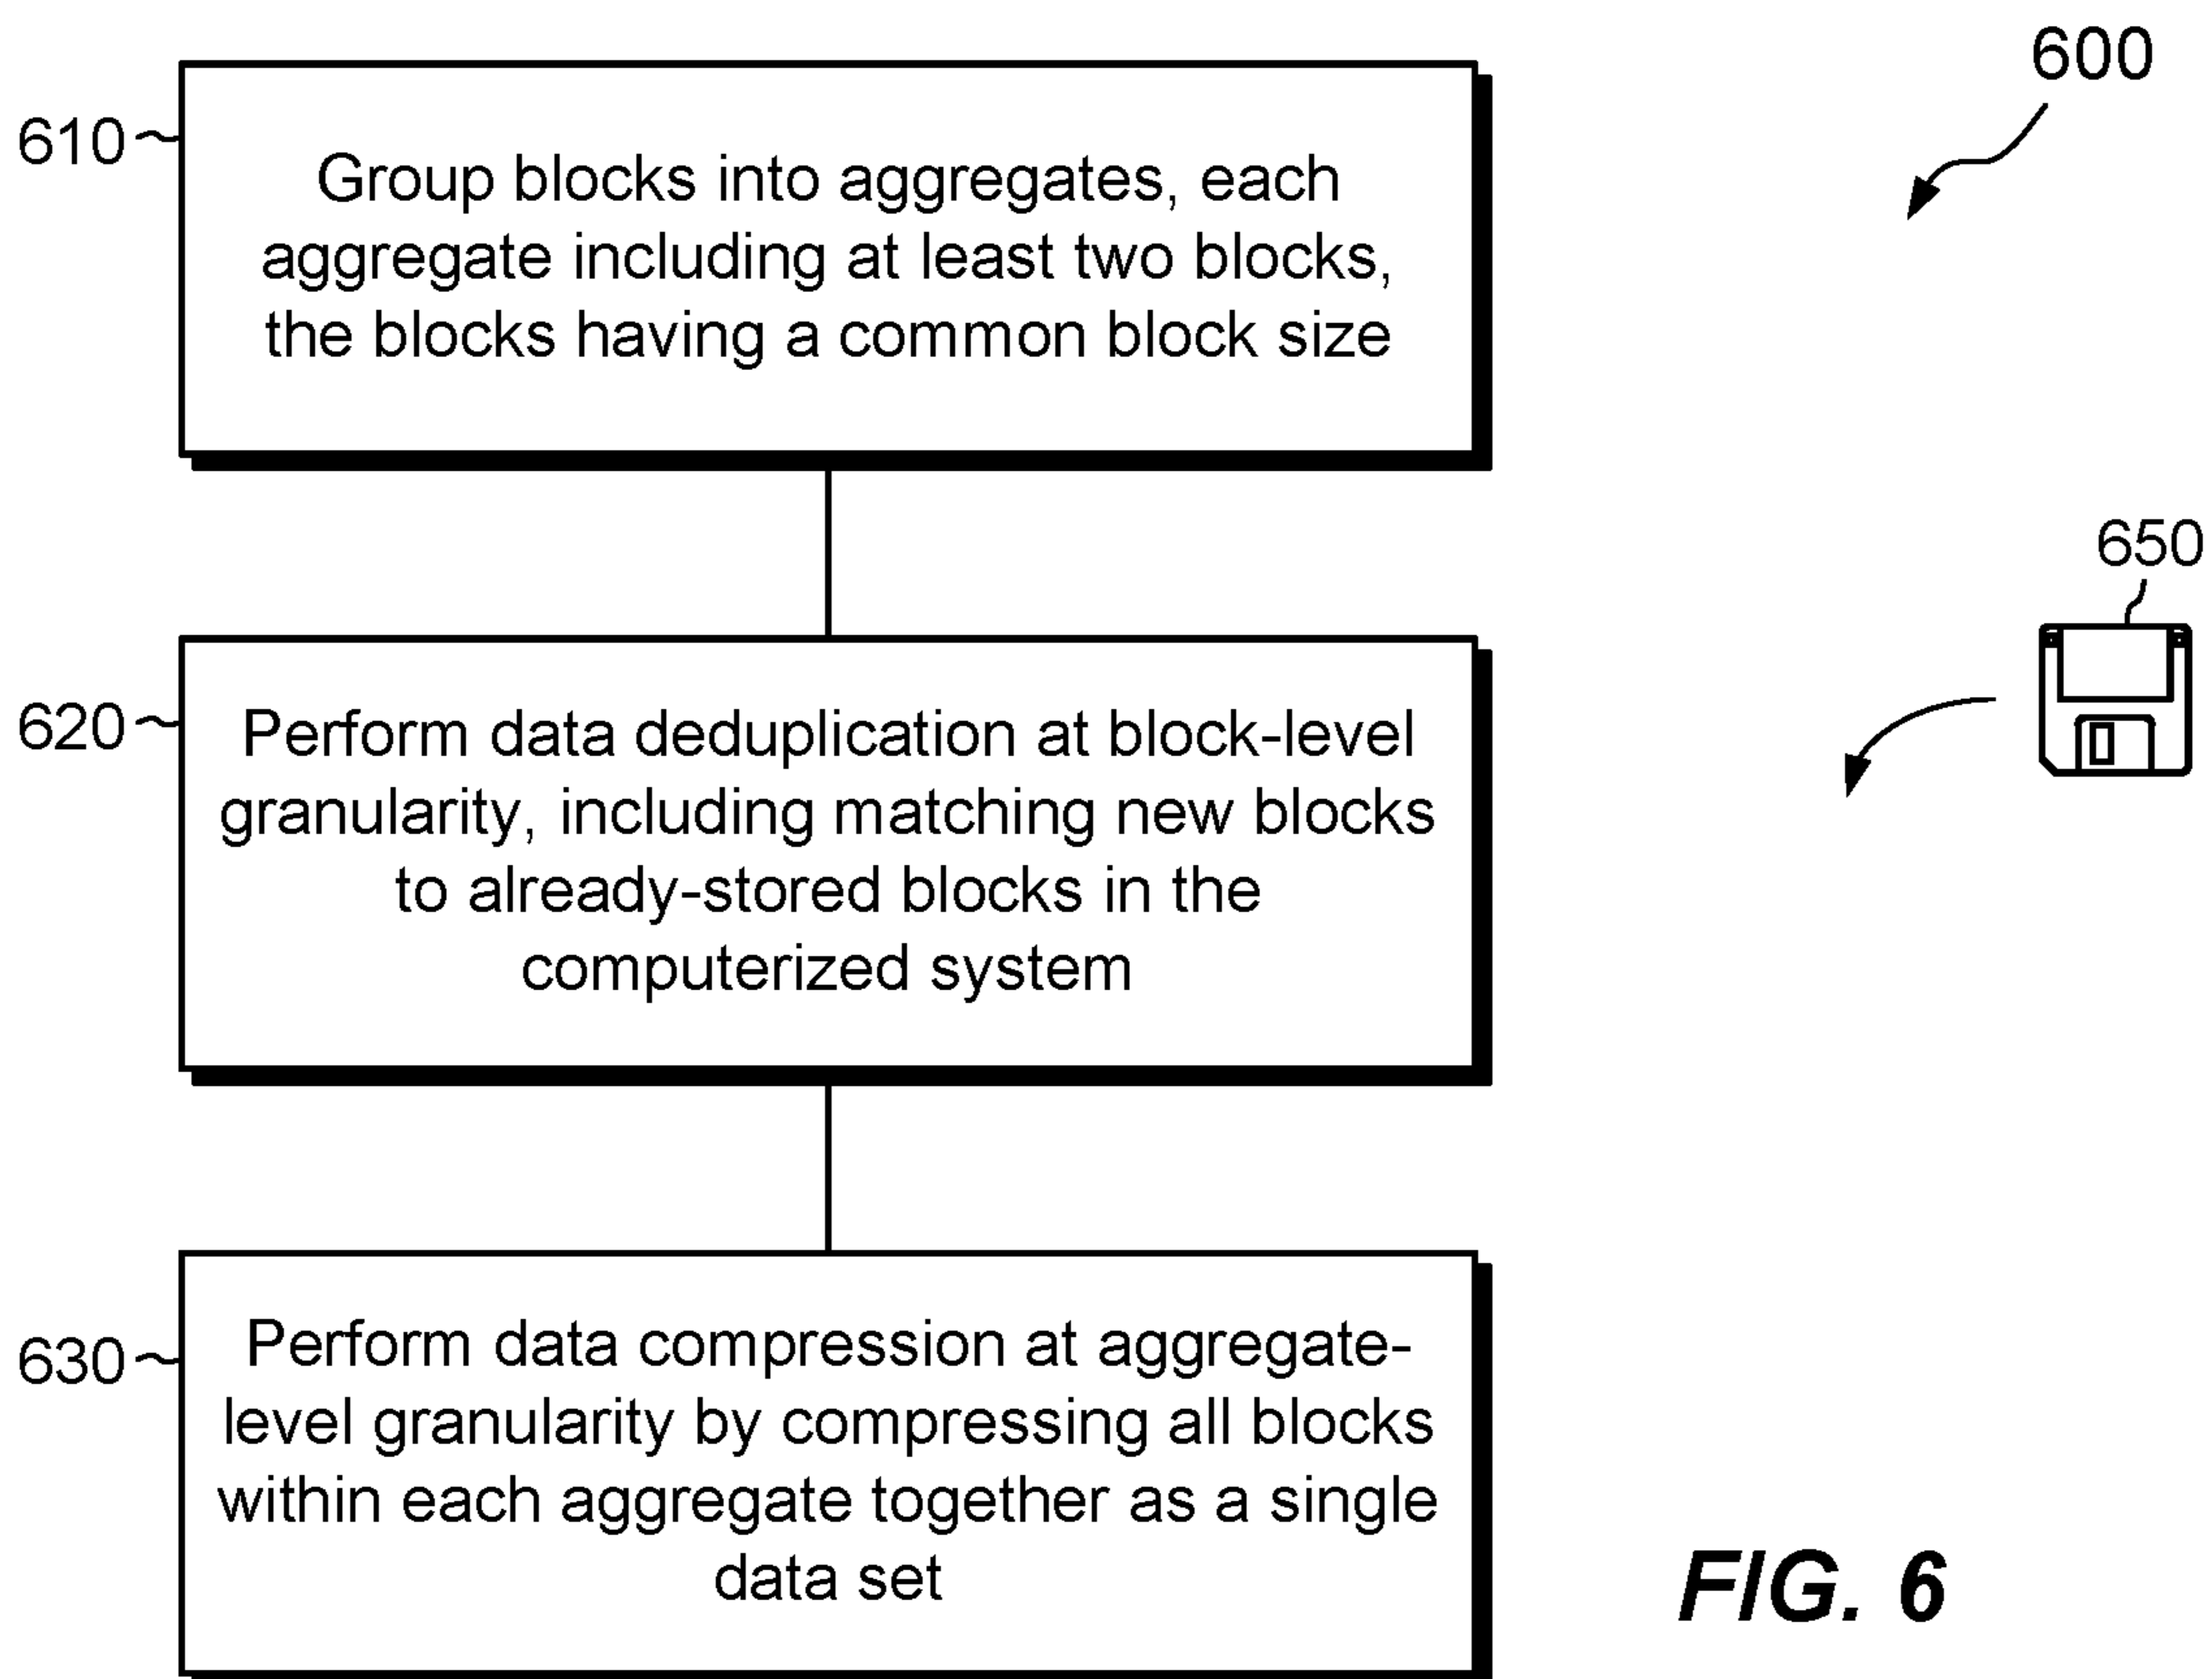 600
610
Group blocks into aggregates, each
aggregate including at least two blocks,
the blocks having a common block size
650
620
Perform data deduplication at block-level
granularity, including matching new blocks
to already-stored blocks in the
computerized system
630
Perform data compression at aggregate-
level granularity by compressing all blocks
within each aggregate together as a single
data set
FIG. 6